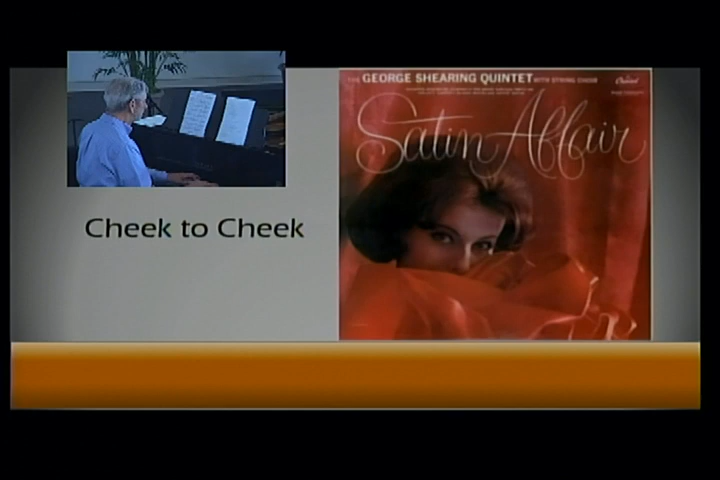 THE GEORGE SHEARING QUINTET WITH STRING CHOIR
Capitol
Satin Affair
Cheek to Cheek